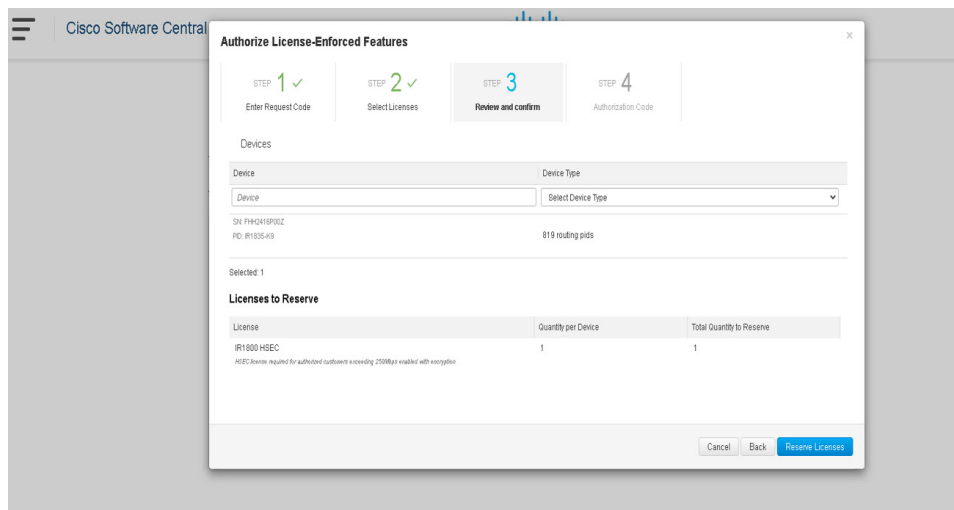 Cisco Software Central
Authorize License-Enforced Features
x
STEP 1 ✓
Enter Request Code
STEP 2 ✓
Select Licenses
STEP 3
Review and confirm
STEP 4
Authorization Code
Devices
Device Device Type
Device Select Device Type
SN: FHH2416P00Z
PID: IR1835-K9
819 routing pids
Selected: 1
Licenses to Reserve
License Quantity per Device Total Quantity to Reserve
IR1800 HSEC 1 1
HSEC license required for authorized customers exceeding 250Mbps enabled with encryption
Cancel Back Reserve Licenses